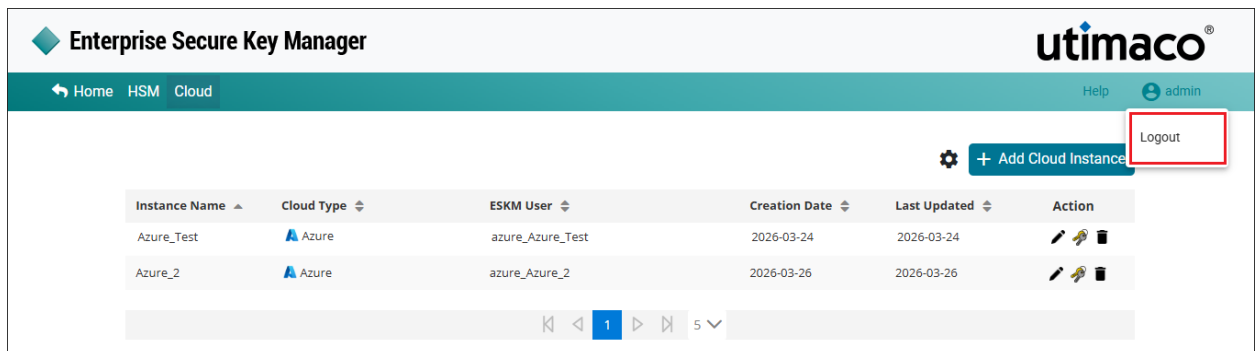 Enterprise Secure Key Manager
utimaco®
Home HSM Cloud Help admin
Logout
+ Add Cloud Instance
Instance Name Cloud Type ESKM User Creation Date Last Updated Action
Azure_Test Azure azure_Azure_Test 2026-03-24 2026-03-24
Azure_2 Azure azure_Azure_2 2026-03-26 2026-03-26
1 5